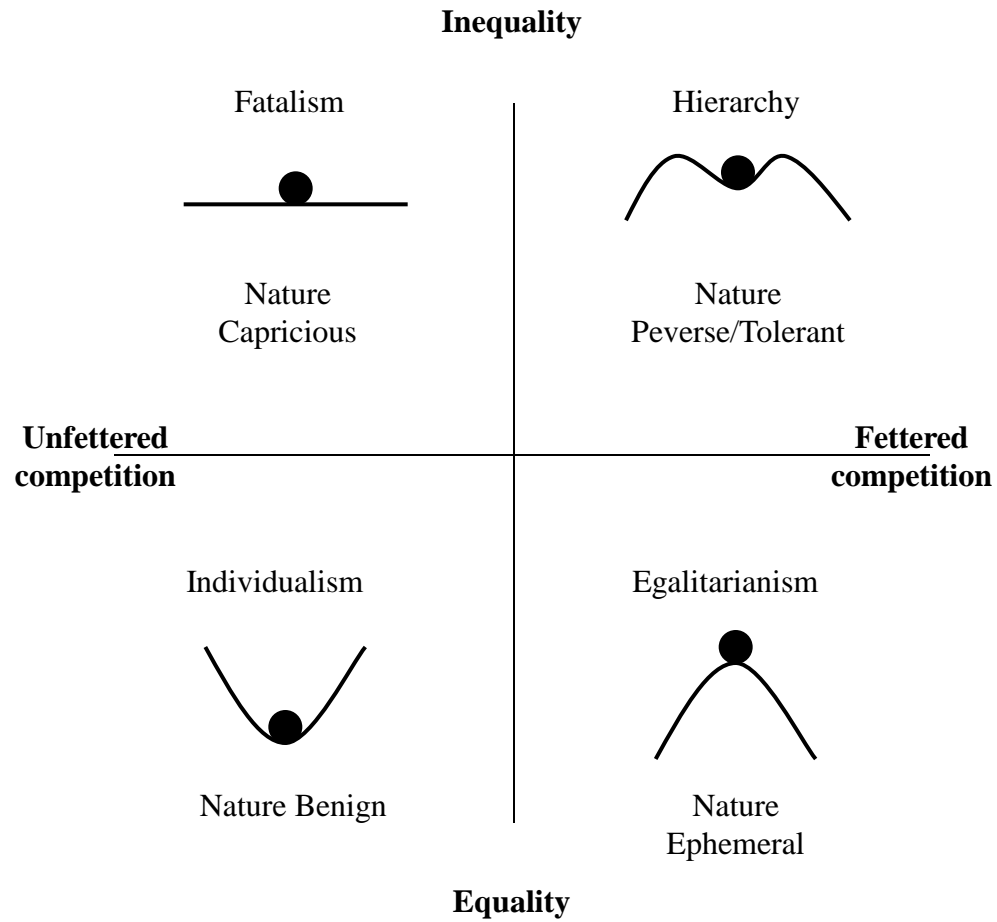 Inequality
Fatalism
Hierarchy
Nature
Capricious
Nature
Peverse/Tolerant
Unfettered
competition
Fettered
competition
Individualism
Egalitarianism
Nature Benign
Nature
Ephemeral
Equality